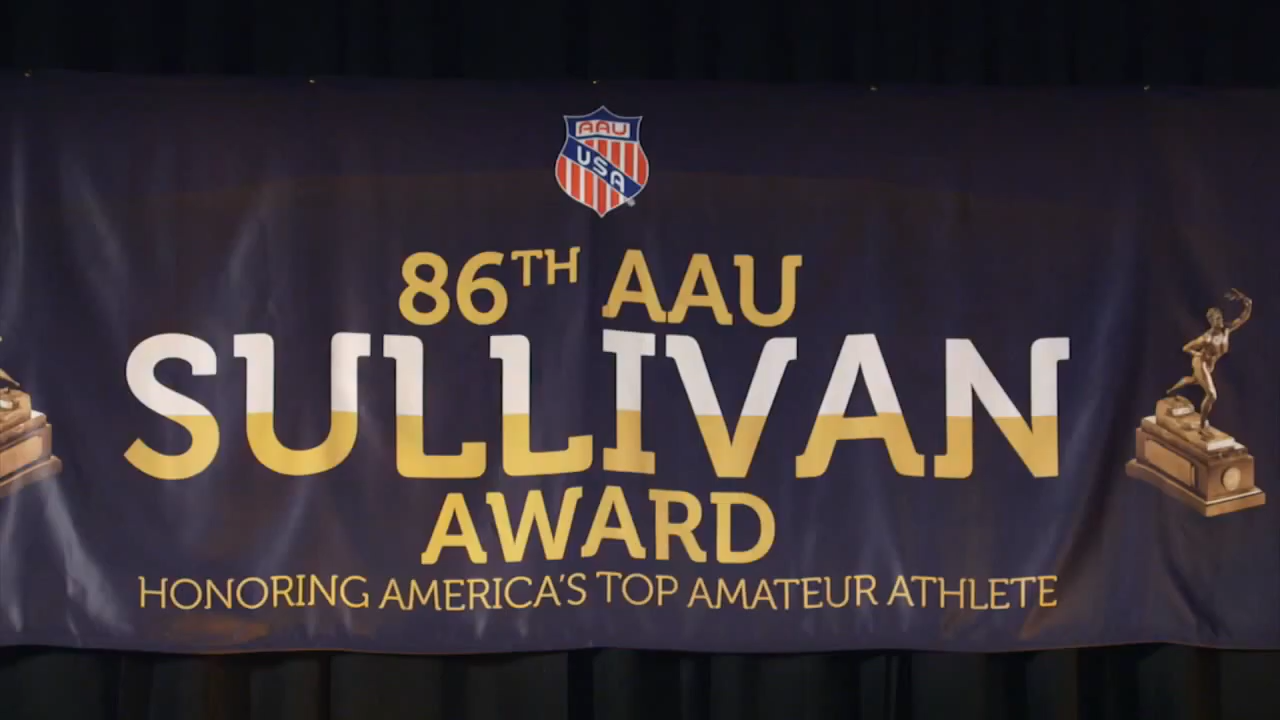 AAU
USA
86TH AAU
SULLIVAN
AWARD
HONORING AMERICA'S TOP AMATEUR ATHLETE